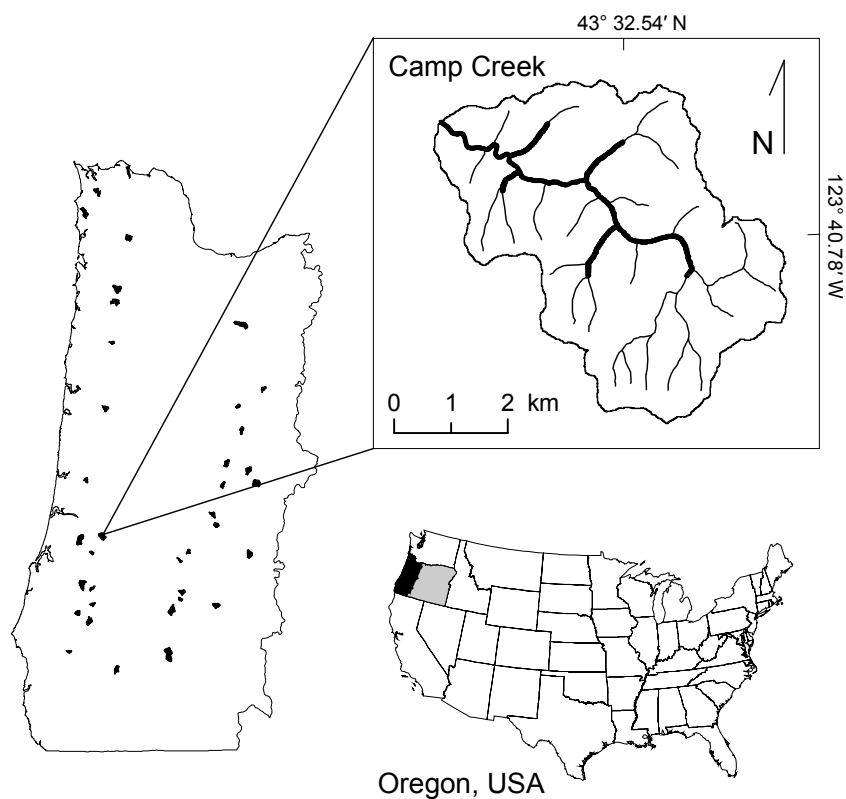 43° 32.54′ N
Camp Creek
N
123° 40.78′ W
0 1 2 km
Oregon, USA